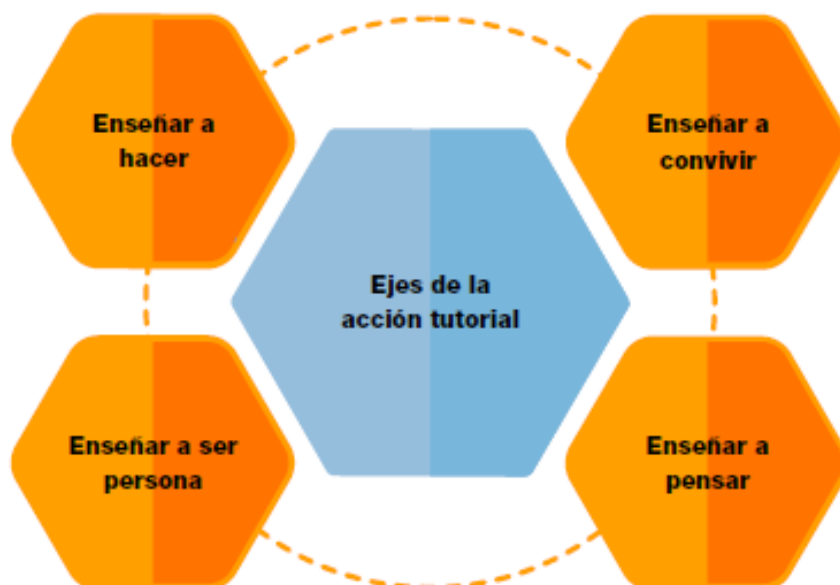 Enseñar a
hacer
Enseñar a
convivir
Ejes de la
acción tutorial
Enseñar a ser
persona
Enseñar a
pensar